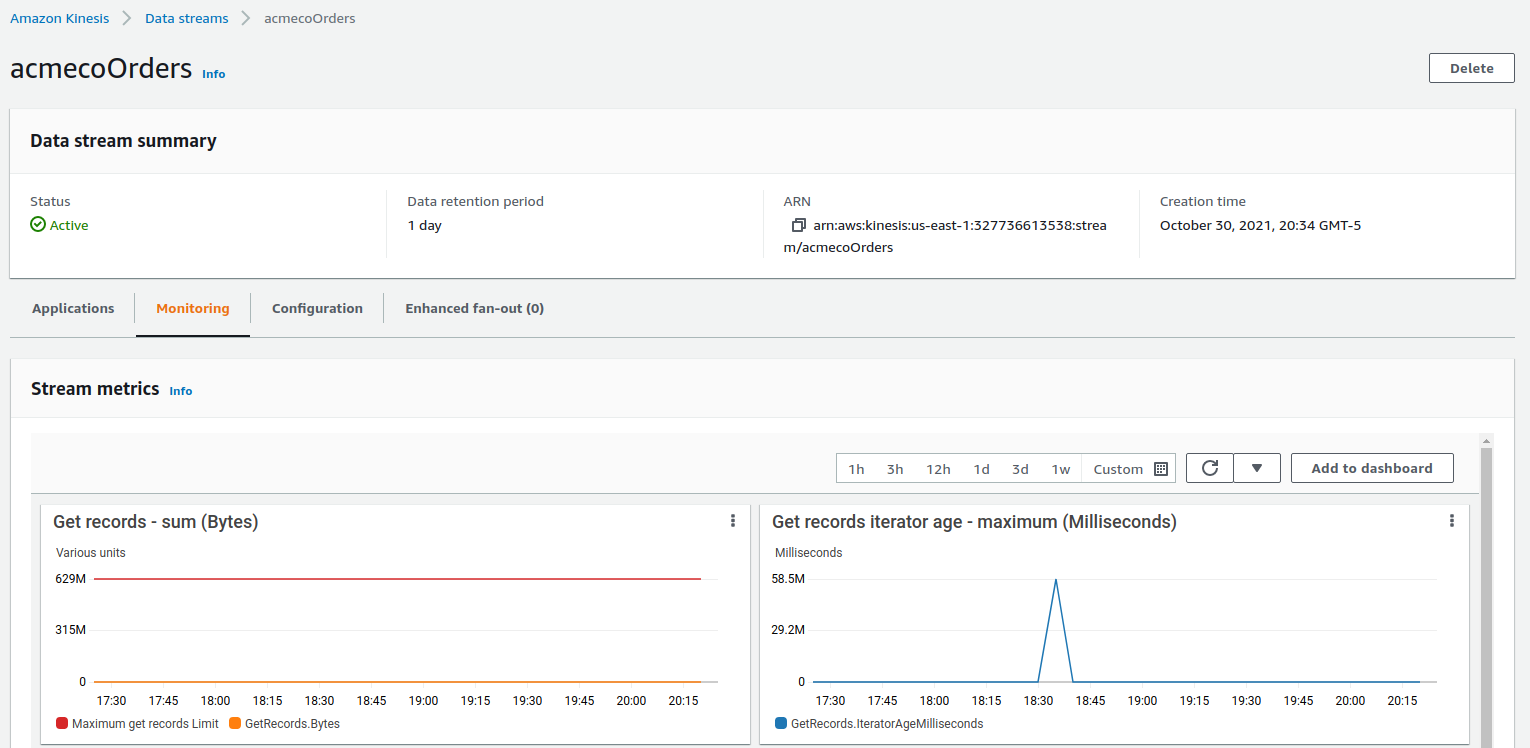 Amazon Kinesis Data streams acmecoOrders
acmecoOrders Info
Delete
Data stream summary
Status
Active
Data retention period
1 day
ARN
arn:aws:kinesis:us-east-1:327736613538:strea
m/acmecoOrders
Creation time
October 30, 2021, 20:34 GMT-5
Applications Monitoring Configuration Enhanced fan-out (0)
Stream metrics Info
1h 3h 12h 1d 3d 1w Custom Add to dashboard
Get records - sum (Bytes)
Various units
629M
315M
0
17:30 17:45 18:00 18:15 18:30 18:45 19:00 19:15 19:30 19:45 20:00 20:15
Maximum get records Limit GetRecords.Bytes
Get records iterator age - maximum (Milliseconds)
Milliseconds
58.5M
29.2M
0
17:30 17:45 18:00 18:15 18:30 18:45 19:00 19:15 19:30 19:45 20:00 20:15
GetRecords.IteratorAgeMilliseconds